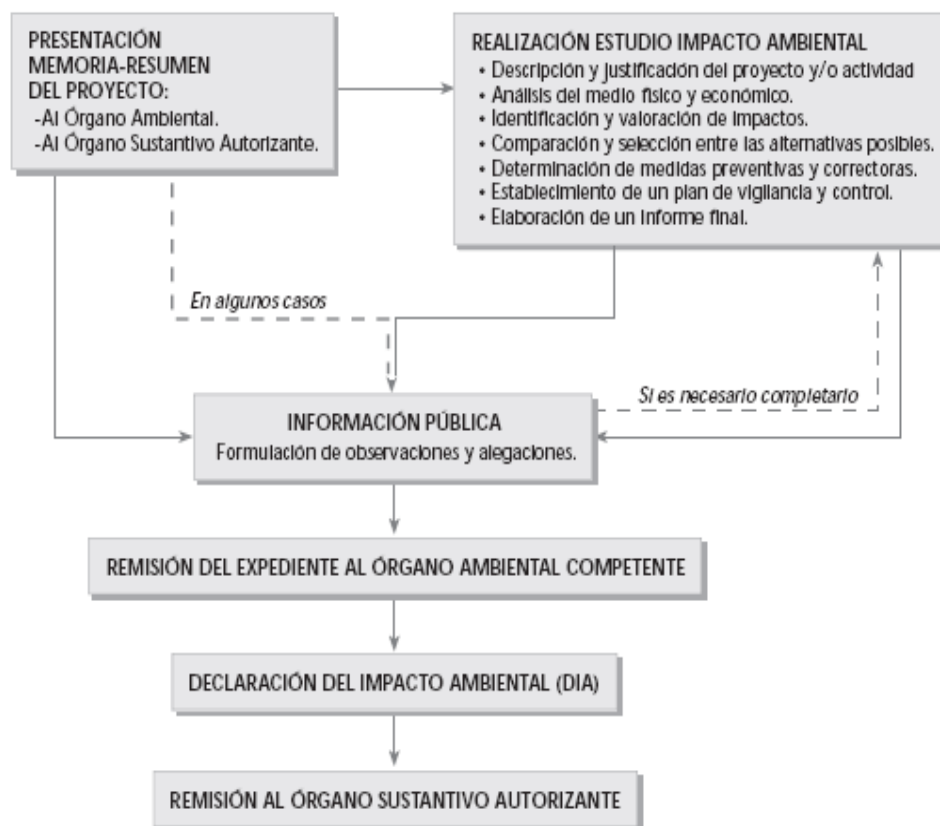 PRESENTACIÓN
MEMORIA-RESUMEN
DEL PROYECTO:
-Al Órgano Ambiental.
-Al Órgano Sustantivo Autorizante.
REALIZACIÓN ESTUDIO IMPACTO AMBIENTAL
• Descripción y justificación del proyecto y/o actividad
• Análisis del medio físico y económico.
• Identificación y valoración de impactos.
• Comparación y selección entre las alternativas posibles.
• Determinación de medidas preventivas y correctoras.
• Establecimiento de un plan de vigilancia y control.
• Elaboración de un informe final.
En algunos casos
Si es necesario completarlo
INFORMACIÓN PÚBLICA
Formulación de observaciones y alegaciones.
REMISIÓN DEL EXPEDIENTE AL ÓRGANO AMBIENTAL COMPETENTE
DECLARACIÓN DEL IMPACTO AMBIENTAL (DIA)
REMISIÓN AL ÓRGANO SUSTANTIVO AUTORIZANTE